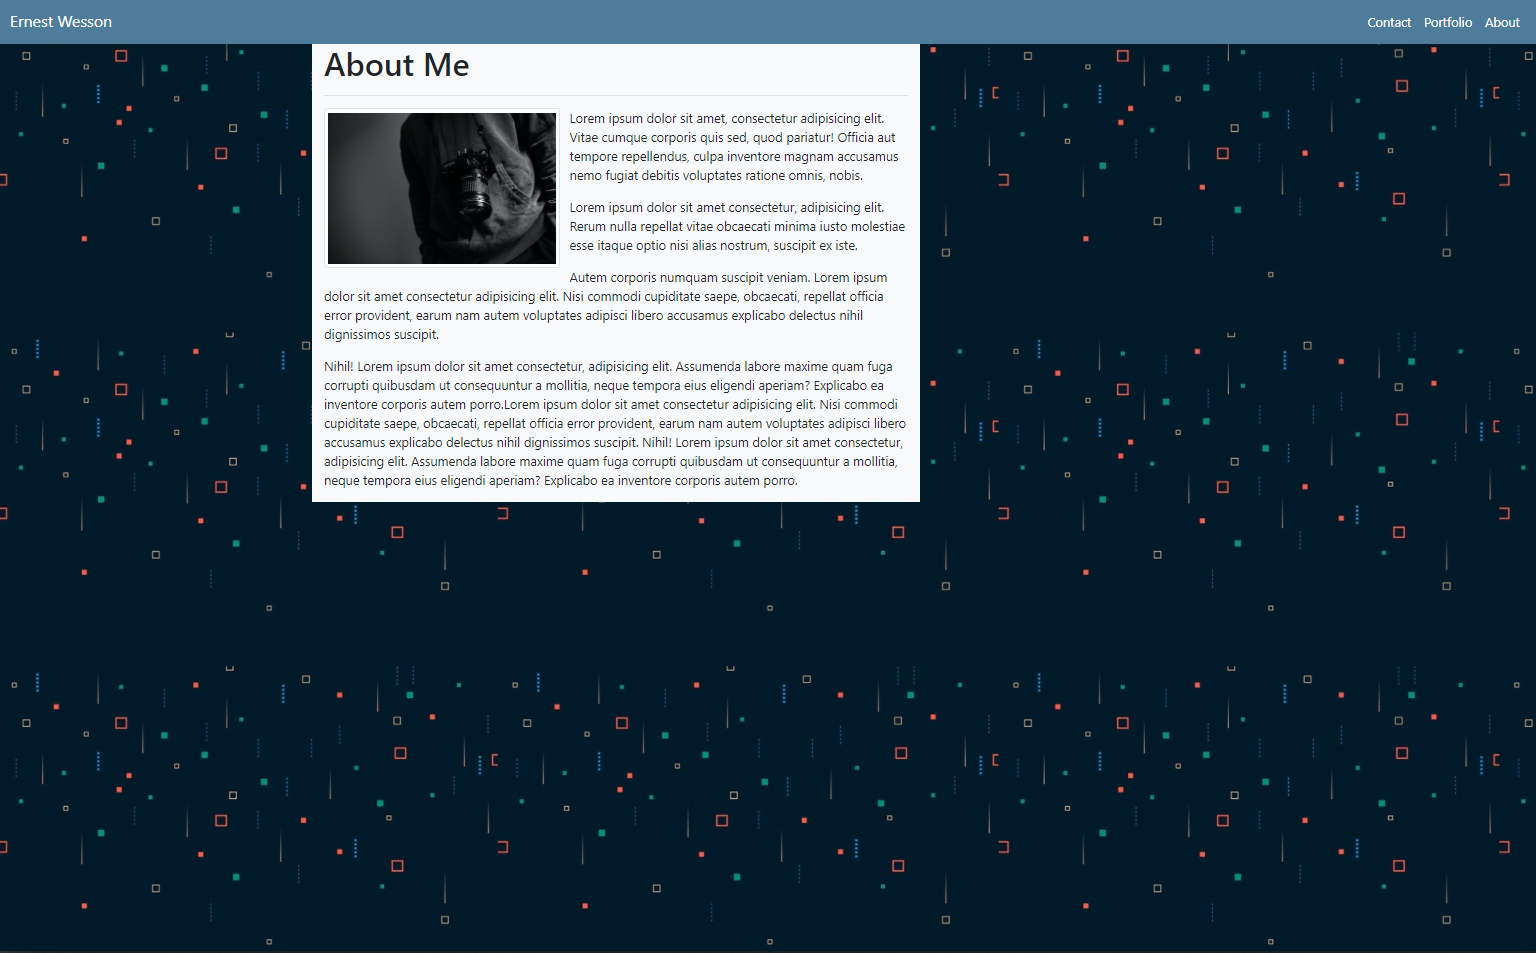 Ernest Wesson
Contact Portfolio About
About Me
Lorem ipsum dolor sit amet, consectetur adipisicing elit.
Vitae cumque corporis quis sed, quod pariatur! Officia aut
tempore repellendus, culpa inventore magnam accusamus
nemo fugiat debitis voluptates ratione omnis, nobis.
Lorem ipsum dolor sit amet consectetur, adipisicing elit.
Rerum nulla repellat vitae obcaecati minima iusto molestiae
esse itaque optio nisi alias nostrum, suscipit ex iste.
Autem corporis numquam suscipit veniam. Lorem ipsum
dolor sit amet consectetur adipisicing elit. Nisi commodi cupiditate saepe, obcaecati, repellat officia
error provident, earum nam autem voluptates adipisci libero accusamus explicabo delectus nihil
dignissimos suscipit.
Nihil! Lorem ipsum dolor sit amet consectetur, adipisicing elit. Assumenda labore maxime quam fuga
corrupti quibusdam ut consequuntur a mollitia, neque tempora eius eligendi aperiam? Explicabo ea
inventore corporis autem porro.Lorem ipsum dolor sit amet consectetur adipisicing elit. Nisi commodi
cupiditate saepe, obcaecati, repellat officia error provident, earum nam autem voluptates adipisci libero
accusamus explicabo delectus nihil dignissimos suscipit. Nihil! Lorem ipsum dolor sit amet consectetur,
adipisicing elit. Assumenda labore maxime quam fuga corrupti quibusdam ut consequuntur a mollitia,
neque tempora eius eligendi aperiam? Explicabo ea inventore corporis autem porro.